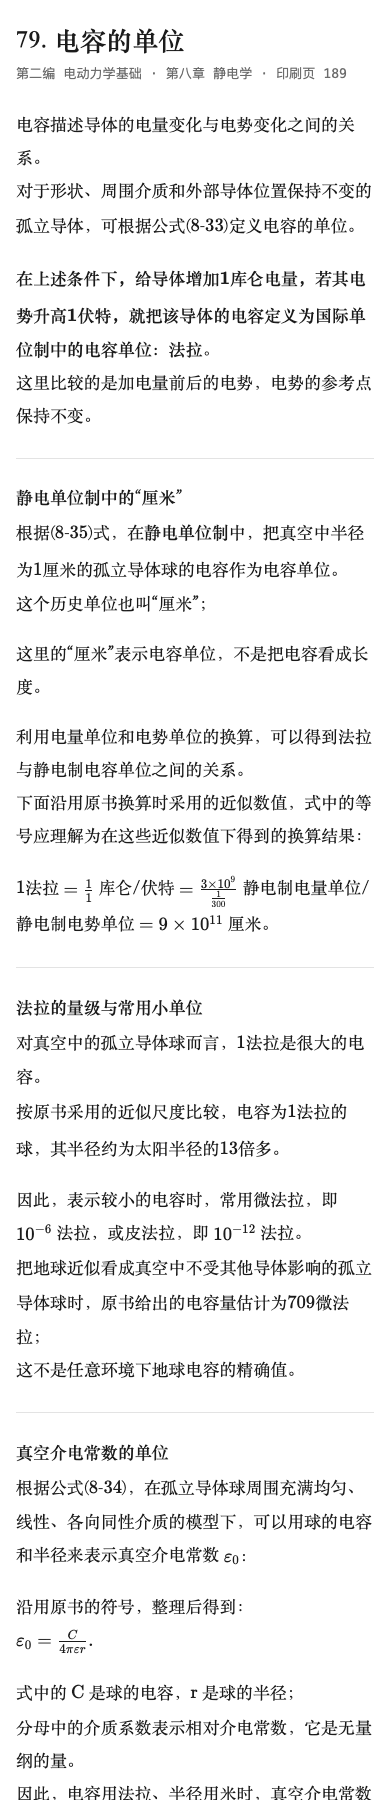 79. 电容的单位
第二编 电动力学基础 · 第八章 静电学 · 印刷页 189
电容描述导体的电量变化与电势变化之间的关
系。
对于形状、周围介质和外部导体位置保持不变的
孤立导体，可根据公式(8-33)定义电容的单位。
在上述条件下，给导体增加1库仑电量，若其电
势升高1伏特，就把该导体的电容定义为国际单
位制中的电容单位：法拉。
这里比较的是加电量前后的电势，电势的参考点
保持不变。
静电单位制中的“厘米”
根据(8-35)式，在静电单位制中，把真空中半径
为1厘米的孤立导体球的电容作为电容单位。
这个历史单位也叫“厘米”；
这里的“厘米”表示电容单位，不是把电容看成长
度。
利用电量单位和电势单位的换算，可以得到法拉
与静电制电容单位之间的关系。
下面沿用原书换算时采用的近似数值，式中的等
号应理解为在这些近似数值下得到的换算结果：
1法拉 = \frac{1}{1} 库仑/伏特 = \frac{3×10^9}{\frac{1}{300}} 静电制电量单位/
静电制电势单位 = 9 × 10^{11} 厘米。
法拉的量级与常用小单位
对真空中的孤立导体球而言，1法拉是很大的电
容。
按原书采用的近似尺度比较，电容为1法拉的
球，其半径约为太阳半径的13倍多。
因此，表示较小的电容时，常用微法拉，即
10^{−6} 法拉，或皮法拉，即 10^{−12} 法拉。
把地球近似看成真空中不受其他导体影响的孤立
导体球时，原书给出的电容量估计为709微法
拉；
这不是任意环境下地球电容的精确值。
真空介电常数的单位
根据公式(8-34)，在孤立导体球周围充满均匀、
线性、各向同性介质的模型下，可以用球的电容
和半径来表示真空介电常数 ε_0：
沿用原书的符号，整理后得到：
ε_0 = \frac{C}{4πεr}.
式中的 C 是球的电容，r 是球的半径；
分母中的介质系数表示相对介电常数，它是无量
纲的量。
因此，电容用法拉、半径用米时，真空介电常数